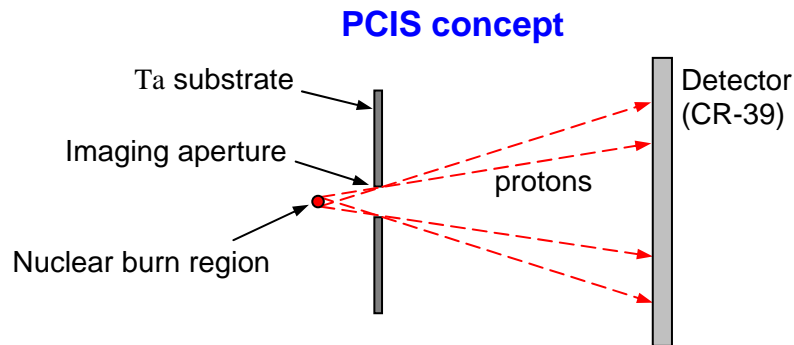 PCIS concept
Ta substrate
Imaging aperture
Nuclear burn region
protons
Detector
(CR-39)